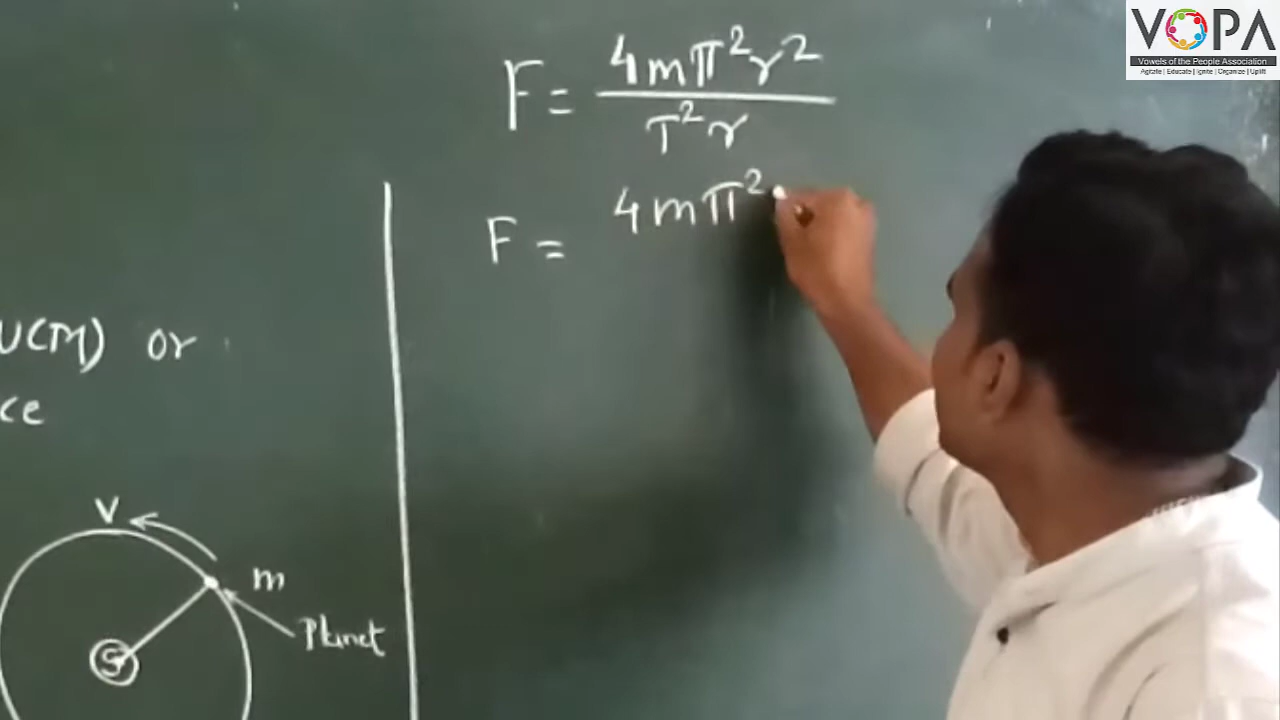 VOPA
Vowels of the People Association
Agitate | Educate | Ignite | Organize | Uplift
F = 4mπ²r² / T²r
F = 4mπ²
UCM) or
ce
V
m
Planet
S